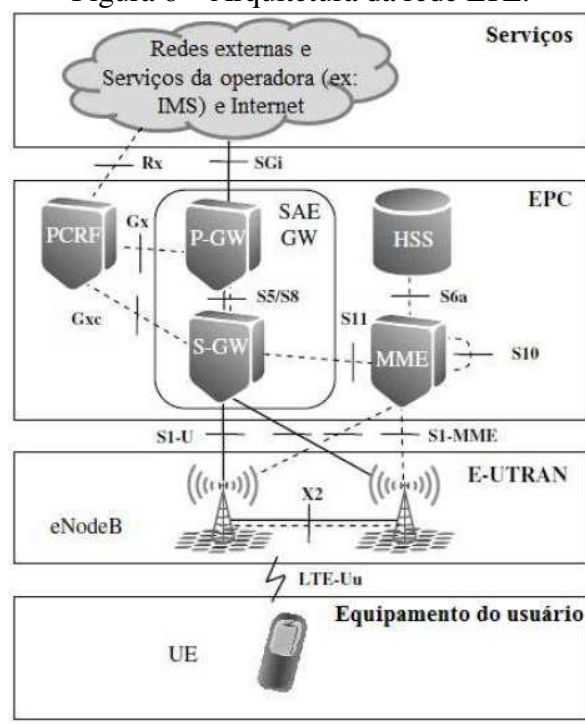 Figura 6 – Arquitetura da rede LTE.
Serviços
Redes externas e
Serviços da operadora (ex:
IMS) e Internet
Rx
SGi
EPC
PCRF
Gx
P-GW
SAE
GW
HSS
S5/S8
S6a
Gxc
S-GW
S11
MME
S10
S1-U
S1-MME
E-UTRAN
X2
eNodeB
LTE-Uu
Equipamento do usuário
UE